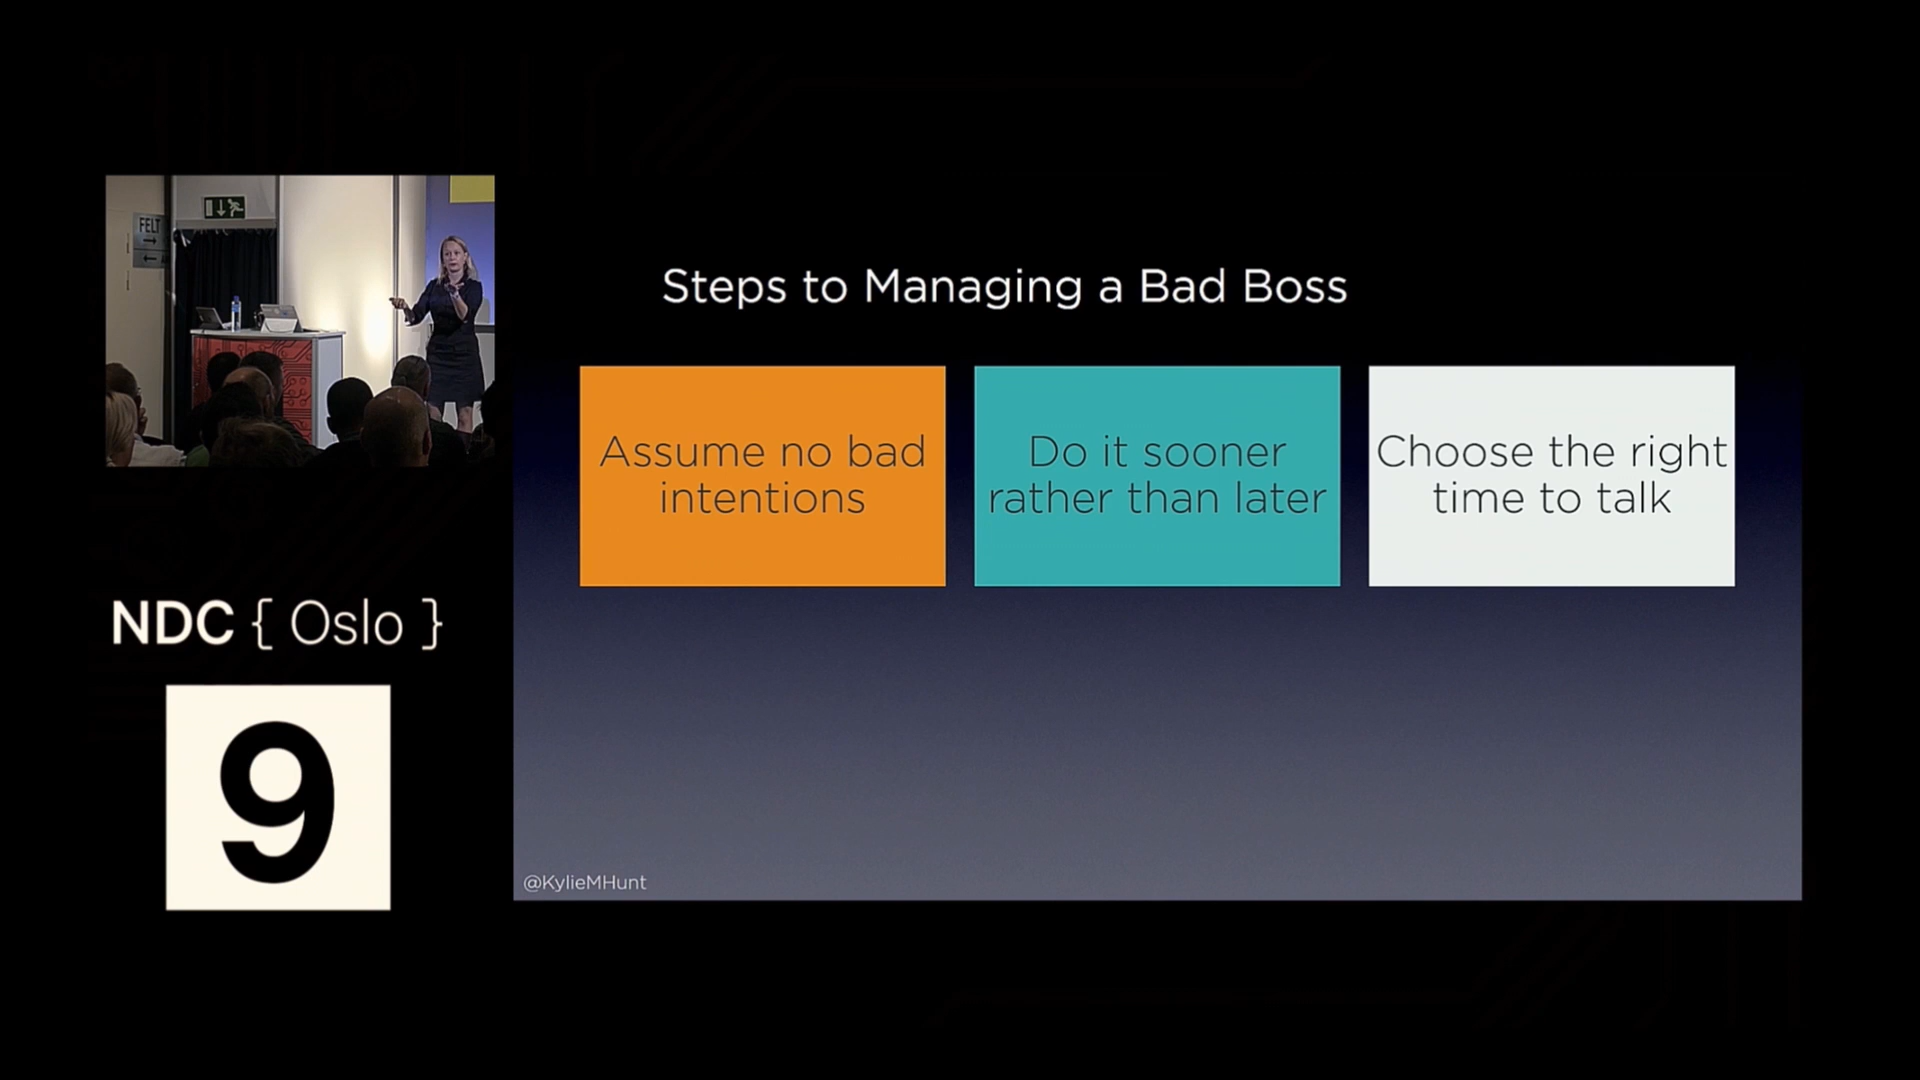 FELT
Steps to Managing a Bad Boss
Assume no bad
intentions
Do it sooner
rather than later
Choose the right
time to talk
NDC { Oslo }
9
@KylieMHunt